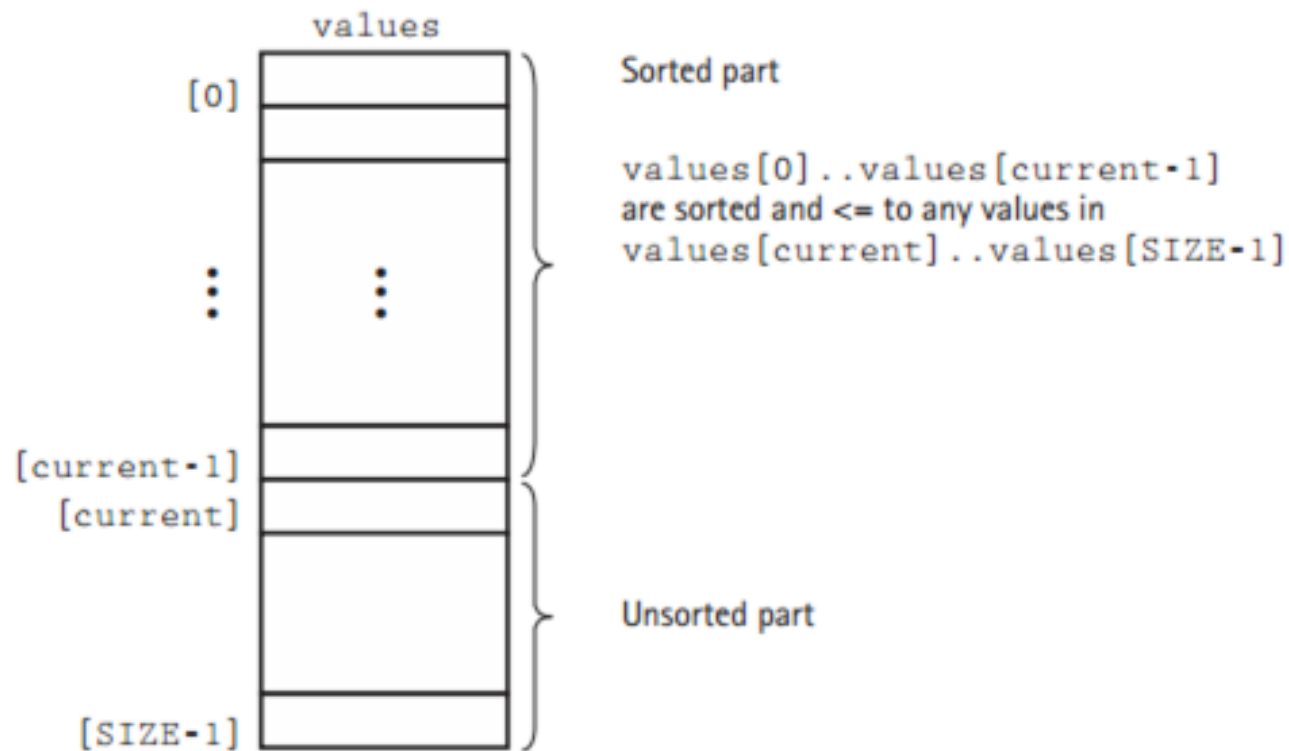 values
[0]
Sorted part
values[0]..values[current-1]
are sorted and <= to any values in
values[current]..values[SIZE-1]
[current-1]
[current]
Unsorted part
[SIZE-1]